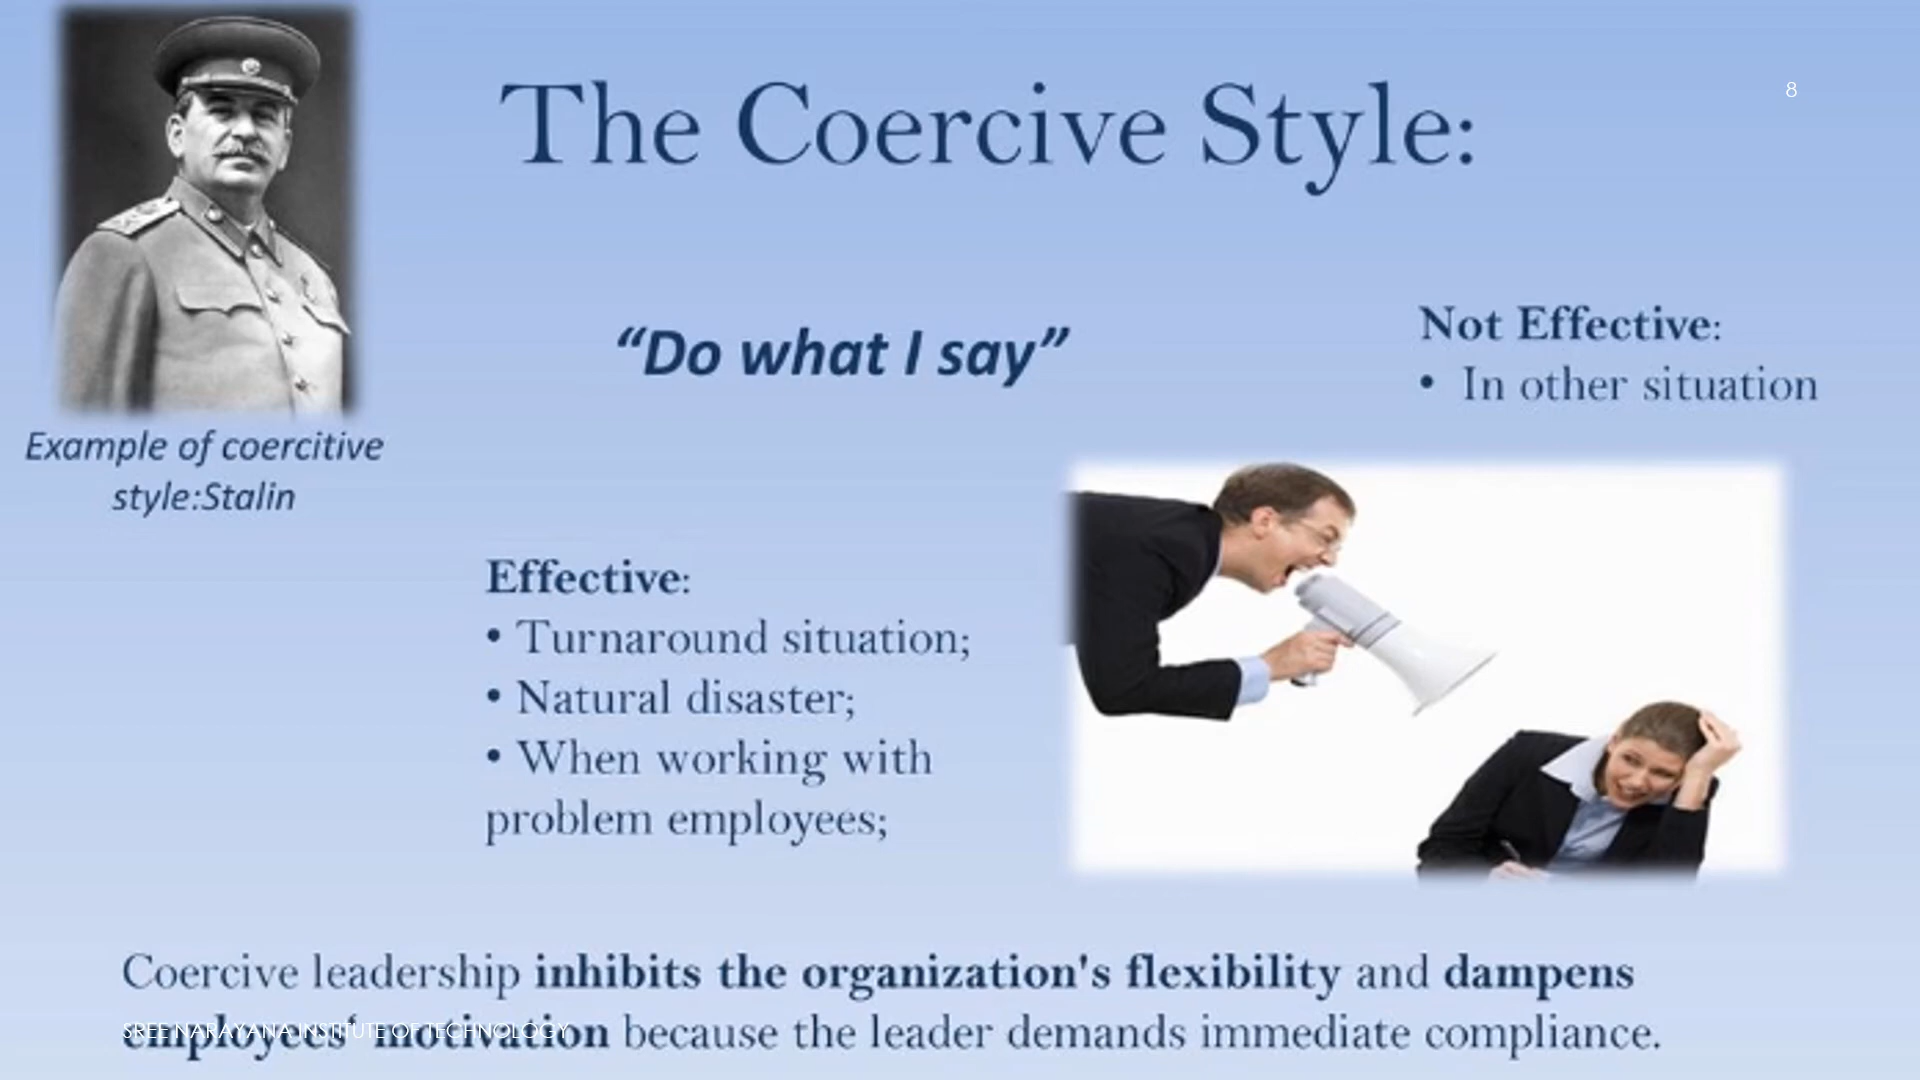 The Coercive Style:
8
“Do what I say”
Not Effective:
• In other situation
Example of coercitive
style:Stalin
Effective:
• Turnaround situation;
• Natural disaster;
• When working with
problem employees;
Coercive leadership inhibits the organization's flexibility and dampens
employees‘ motivation because the leader demands immediate compliance.
SREE NARAYANA INSTITUTE OF TECHNOLOGY